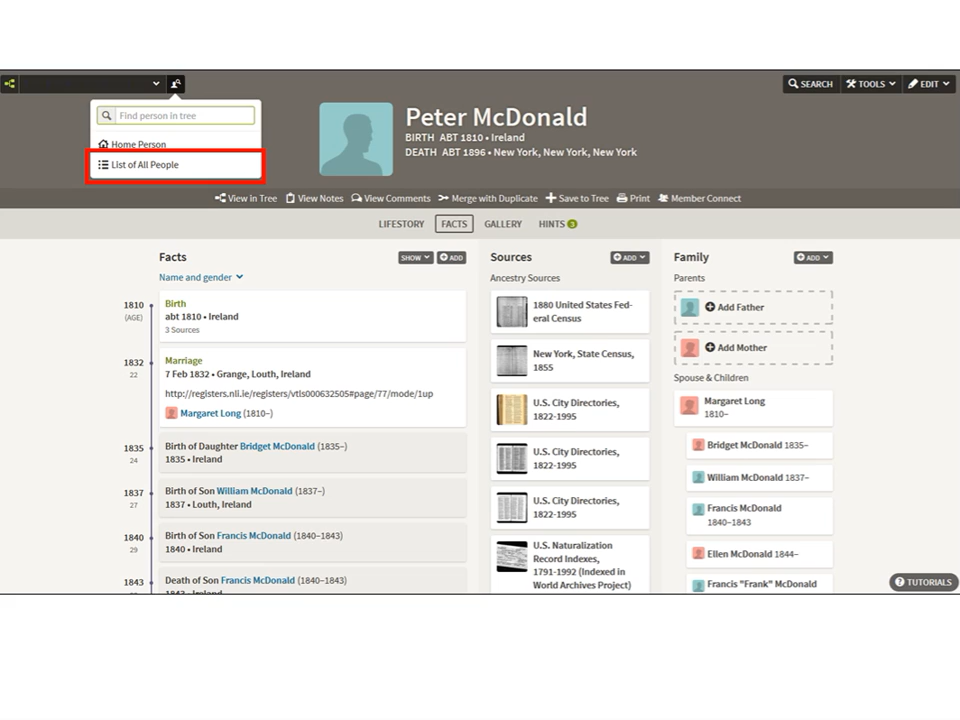 SEARCH
TOOLS
EDIT
Find person in tree
Home Person
List of All People
Peter McDonald
BIRTH ABT 1810 • Ireland
DEATH ABT 1896 • New York, New York, New York
View in Tree View Notes View Comments Merge with Duplicate Save to Tree Print Member Connect
LIFESTORY FACTS GALLERY HINTS 3
Facts SHOW ADD
Name and gender
1810
(AGE)
Birth
abt 1810 • Ireland
3 Sources
1832
22
Marriage
7 Feb 1832 • Grange, Louth, Ireland
http://registers.nli.ie/registers/vtls000632505#page/77/mode/1up
Margaret Long (1810–)
1835
24
Birth of Daughter Bridget McDonald (1835–)
1835 • Ireland
1837
27
Birth of Son William McDonald (1837–)
1837 • Louth, Ireland
1840
29
Birth of Son Francis McDonald (1840–1843)
1840 • Ireland
1843
Death of Son Francis McDonald (1840–1843)
1843 • Ireland
Sources ADD
Ancestry Sources
1880 United States Fed-
eral Census
New York, State Census,
1855
U.S. City Directories,
1822-1995
U.S. City Directories,
1822-1995
U.S. City Directories,
1822-1995
U.S. Naturalization
Record Indexes,
1791-1992 (Indexed in
World Archives Project)
Family ADD
Parents
Add Father
Add Mother
Spouse & Children
Margaret Long
1810–
Bridget McDonald 1835–
William McDonald 1837–
Francis McDonald
1840–1843
Ellen McDonald 1844–
Francis "Frank" McDonald
TUTORIALS